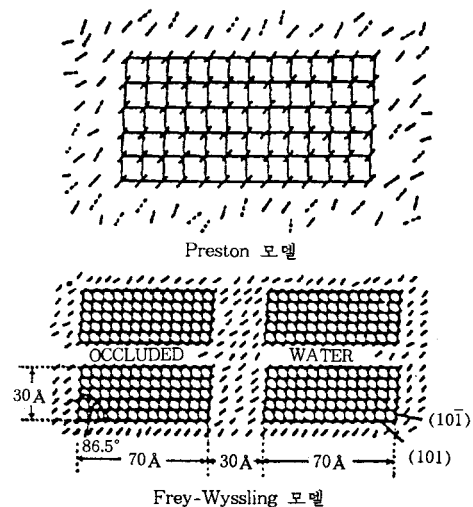 Preston 모델
OCCLUDED WATER
30Å
86.5°
(101̄)
70Å 30Å 70Å (101)
Frey-Wyssling 모델